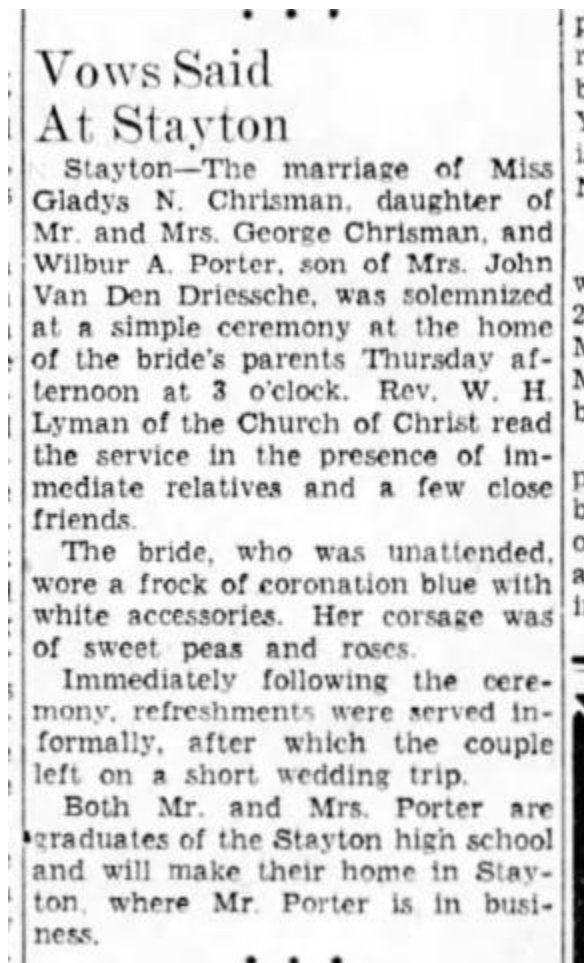 Vows Said
At Stayton
Stayton—The marriage of Miss
Gladys N. Chrisman, daughter of
Mr. and Mrs. George Chrisman, and
Wilbur A. Porter, son of Mrs. John
Van Den Driessche, was solemnized
at a simple ceremony at the home
of the bride's parents Thursday af-
ternoon at 3 o'clock. Rev. W. H.
Lyman of the Church of Christ read
the service in the presence of im-
mediate relatives and a few close
friends.
The bride, who was unattended,
wore a frock of coronation blue with
white accessories. Her corsage was
of sweet peas and roses.
Immediately following the cere-
mony, refreshments were served in-
formally, after which the couple
left on a short wedding trip.
Both Mr. and Mrs. Porter are
graduates of the Stayton high school
and will make their home in Stay-
ton, where Mr. Porter is in busi-
ness.